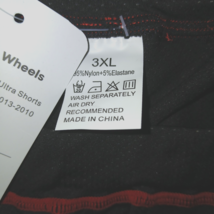 Wheels
Ultra Shorts
013-2010
3XL
95%Nylon+5%Elastane
WASH SEPARATELY
AIR DRY
RECOMMENDED
MADE IN CHINA